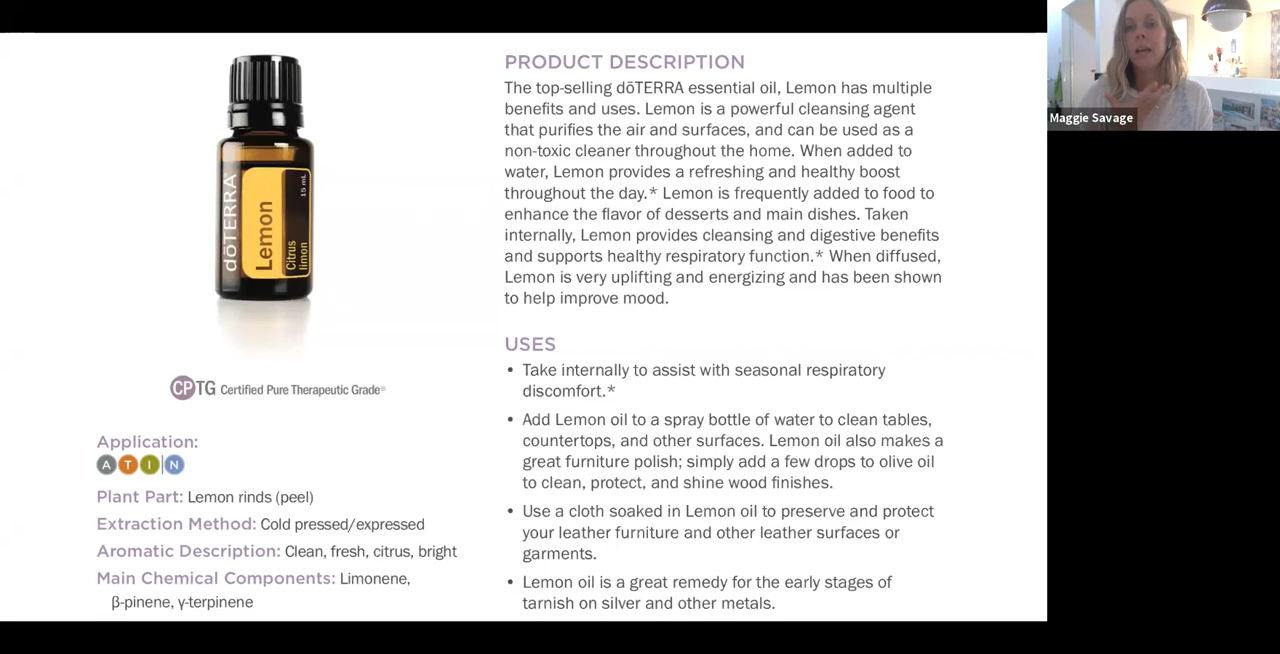 dōTERRA
Lemon
Citrus
limon
15 mL
CPTG Certified Pure Therapeutic Grade®
Application:
A T I N
Plant Part: Lemon rinds (peel)
Extraction Method: Cold pressed/expressed
Aromatic Description: Clean, fresh, citrus, bright
Main Chemical Components: Limonene,
β-pinene, γ-terpinene
PRODUCT DESCRIPTION
The top-selling dōTERRA essential oil, Lemon has multiple
benefits and uses. Lemon is a powerful cleansing agent
that purifies the air and surfaces, and can be used as a
non-toxic cleaner throughout the home. When added to
water, Lemon provides a refreshing and healthy boost
throughout the day.* Lemon is frequently added to food to
enhance the flavor of desserts and main dishes. Taken
internally, Lemon provides cleansing and digestive benefits
and supports healthy respiratory function.* When diffused,
Lemon is very uplifting and energizing and has been shown
to help improve mood.
USES
• Take internally to assist with seasonal respiratory
discomfort.*
• Add Lemon oil to a spray bottle of water to clean tables,
countertops, and other surfaces. Lemon oil also makes a
great furniture polish; simply add a few drops to olive oil
to clean, protect, and shine wood finishes.
• Use a cloth soaked in Lemon oil to preserve and protect
your leather furniture and other leather surfaces or
garments.
• Lemon oil is a great remedy for the early stages of
tarnish on silver and other metals.
Maggie Savage